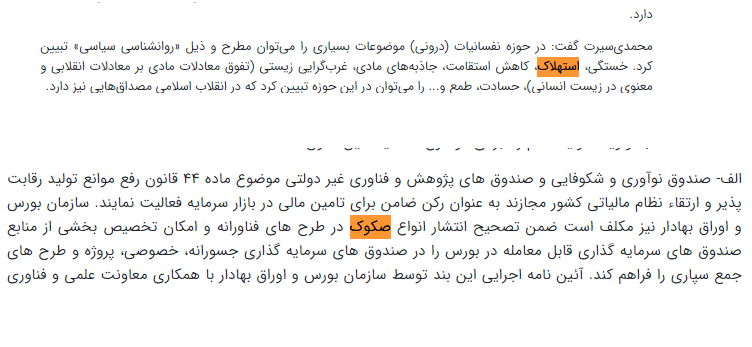 دارد.
محمدی‌سیرت گفت: در حوزه نفسانیات (درونی) موضوعات بسیاری را می‌توان مطرح و ذیل «روانشناسی سیاسی» تبیین
کرد. خستگی، استهلاک، کاهش استقامت، جاذبه‌های مادی، غرب‌گرایی زیستی (تفوق معادلات مادی بر معادلات انقلابی و
معنوی در زیست انسانی)، حسادت، طمع و... را می‌توان در این حوزه تبیین کرد که در انقلاب اسلامی مصداق‌هایی نیز دارد.
الف- صندوق نوآوری و شکوفایی و صندوق های پژوهش و فناوری غیر دولتی موضوع ماده ۴۴ قانون رفع موانع تولید رقابت
پذیر و ارتقاء نظام مالیاتی کشور مجازند به عنوان رکن ضامن برای تامین مالی در بازار سرمایه فعالیت نمایند. سازمان بورس
و اوراق بهادار نیز مکلف است ضمن تصحیح انتشار انواع صکوک در طرح های فناورانه و امکان تخصیص بخشی از منابع
صندوق های سرمایه گذاری قابل معامله در بورس را در صندوق های سرمایه گذاری جسورانه، خصوصی، پروژه و طرح های
جمع سپاری را فراهم کند. آئین نامه اجرایی این بند توسط سازمان بورس و اوراق بهادار با همکاری معاونت علمی و فناوری